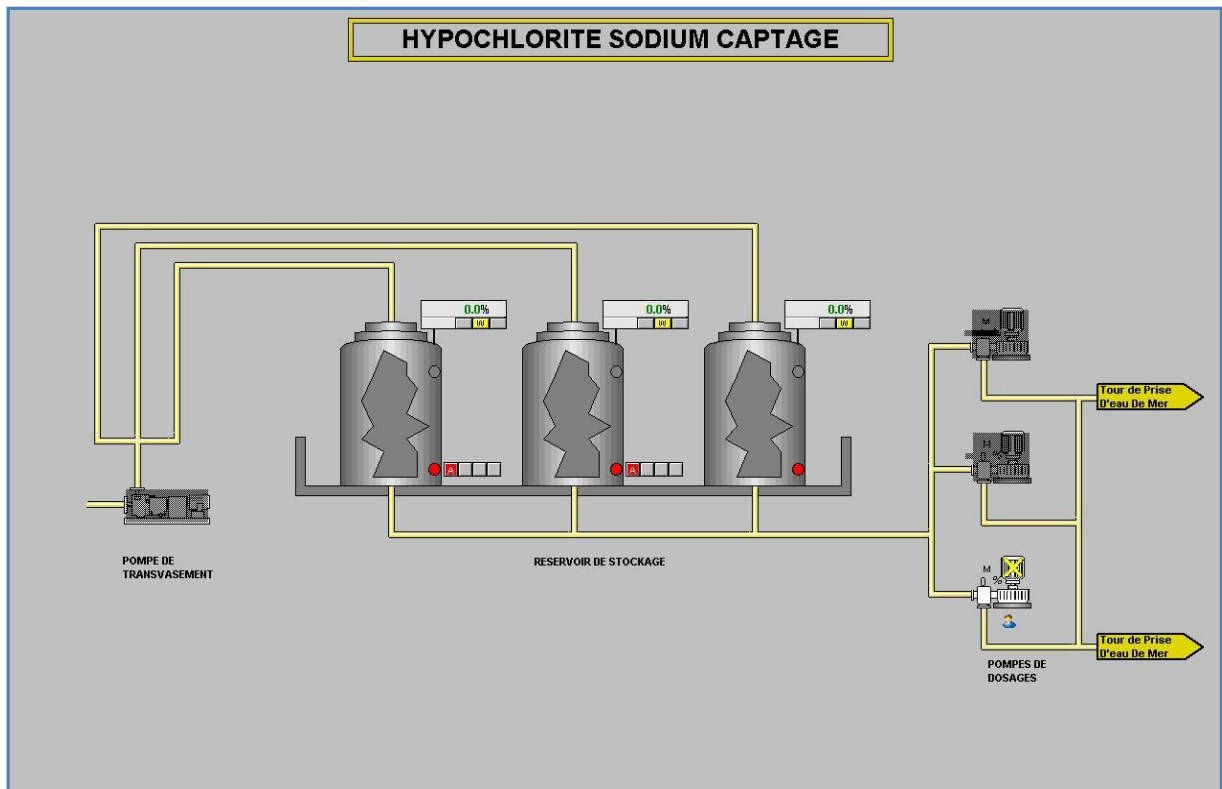 HYPOCHLORITE SODIUM CAPTAGE
0.0%
W
0.0%
W
0.0%
W
A
A
M
Tour de Prise
D'eau De Mer
M
%
M
0 %
Tour de Prise
D'eau De Mer
POMPE DE
TRANSVASEMENT
RESERVOIR DE STOCKAGE
POMPES DE
DOSAGES